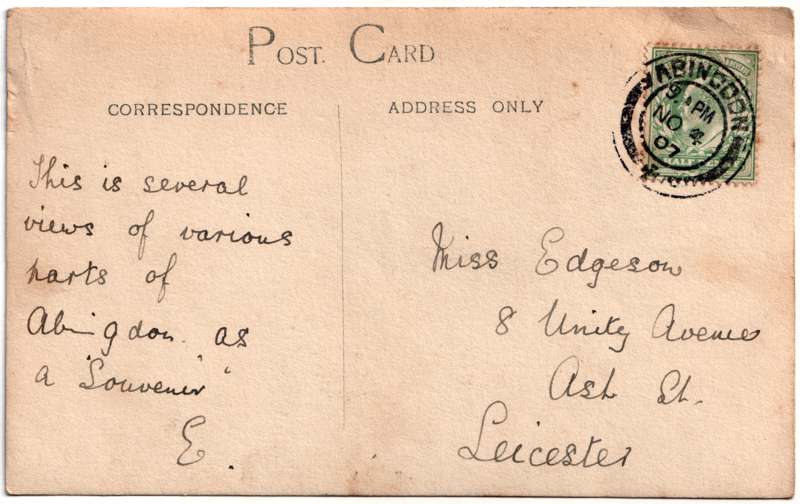 POST CARD
CORRESPONDENCE
ADDRESS ONLY
ABINGDON
PM
NO 4
07
HALF
This is several
views of various
parts of
Abingdon. as
a "Souvenir"
E.
Miss Edgeson
8 Unity Avenue
Ash St.
Leicester